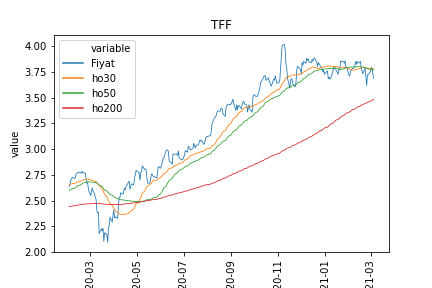 TFF
4.00
3.75
3.50
3.25
3.00
2.75
2.50
2.25
2.00
value
variable
Fiyat
ho30
ho50
ho200
20-03
20-05
20-07
20-09
20-11
21-01
21-03